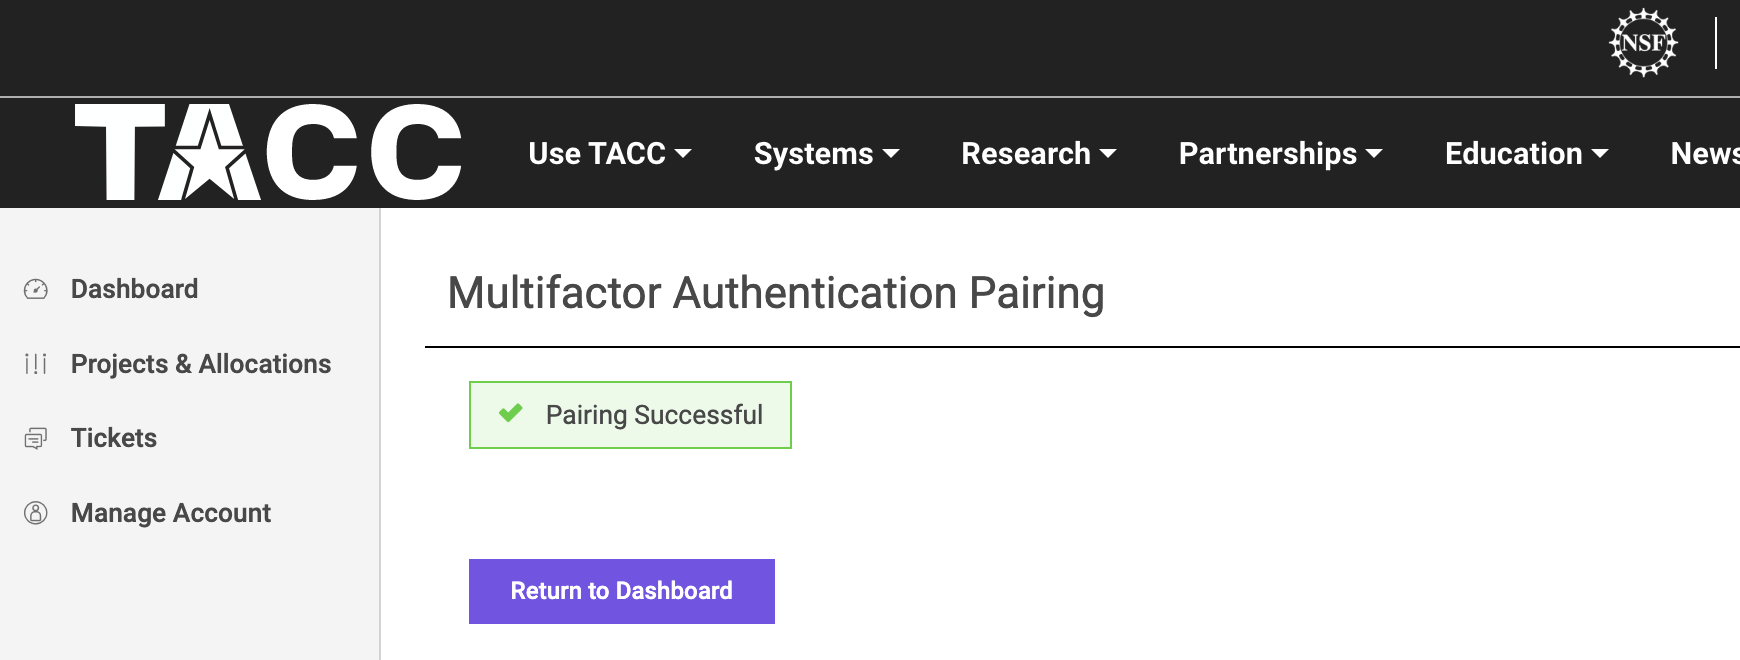 NSF
TACC
Use TACC
Systems
Research
Partnerships
Education
News
Dashboard
Projects & Allocations
Tickets
Manage Account
Multifactor Authentication Pairing
Pairing Successful
Return to Dashboard